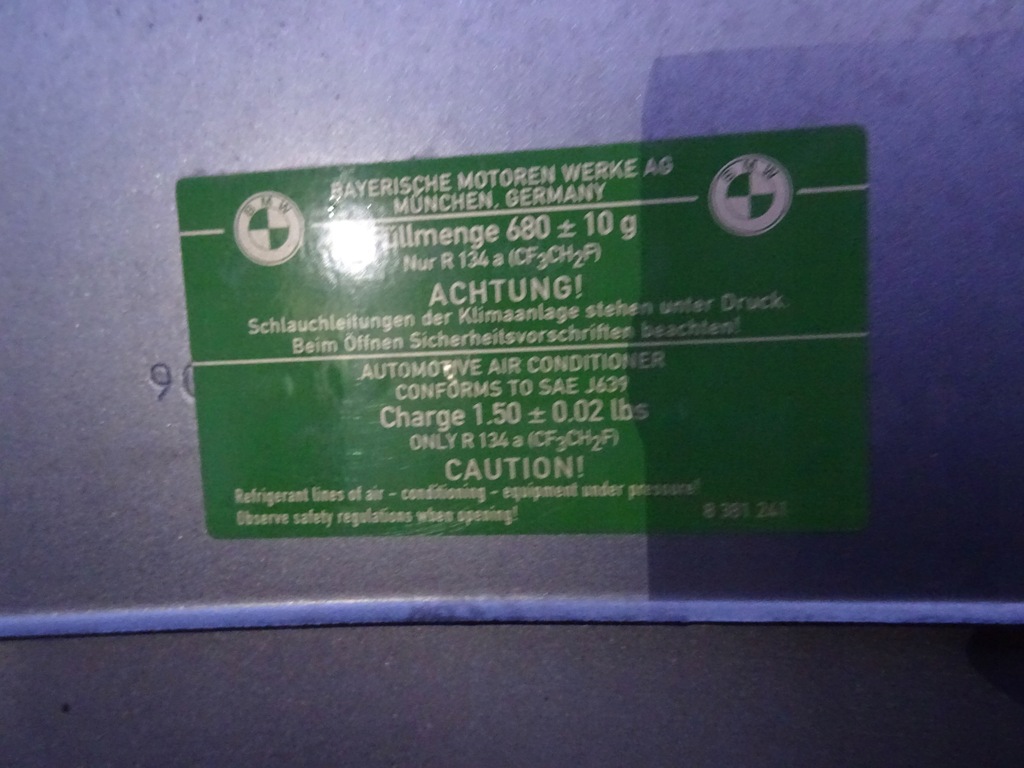 BMW
BAYERISCHE MOTOREN WERKE AG
BMW
MÜNCHEN, GERMANY
680 ± 10 g
Nur R 134 a (CF₃CH₂F)
ACHTUNG!
Schlauchleitungen der Klimaanlage stehen unter Druck.
Beim Öffnen Sicherheitsvorschriften beachten!
AUTOMOTIVE AIR CONDITIONER
CONFORMS TO SAE J639
Charge 1.50 ± 0.02 lbs
ONLY R 134 a (CF₃CH₂F)
CAUTION!
Refrigerant lines of air - conditioning - equipment under pressure!
Observe safety regulations when opening!
8 381 241